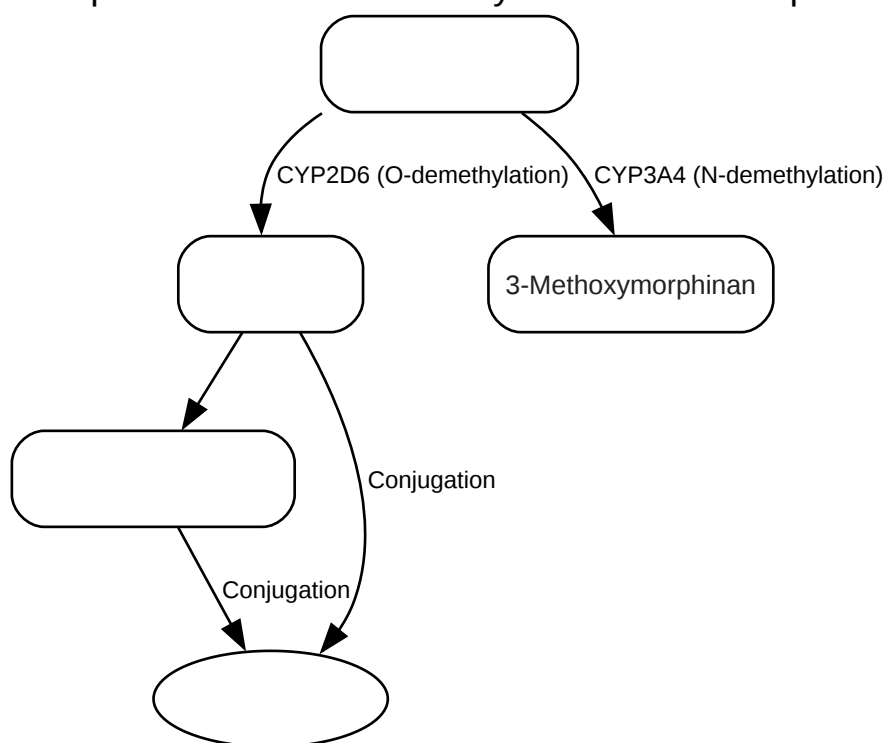 CYP2D6 (O-demethylation)
CYP3A4 (N-demethylation)
3-Methoxymorphinan
Conjugation
Conjugation